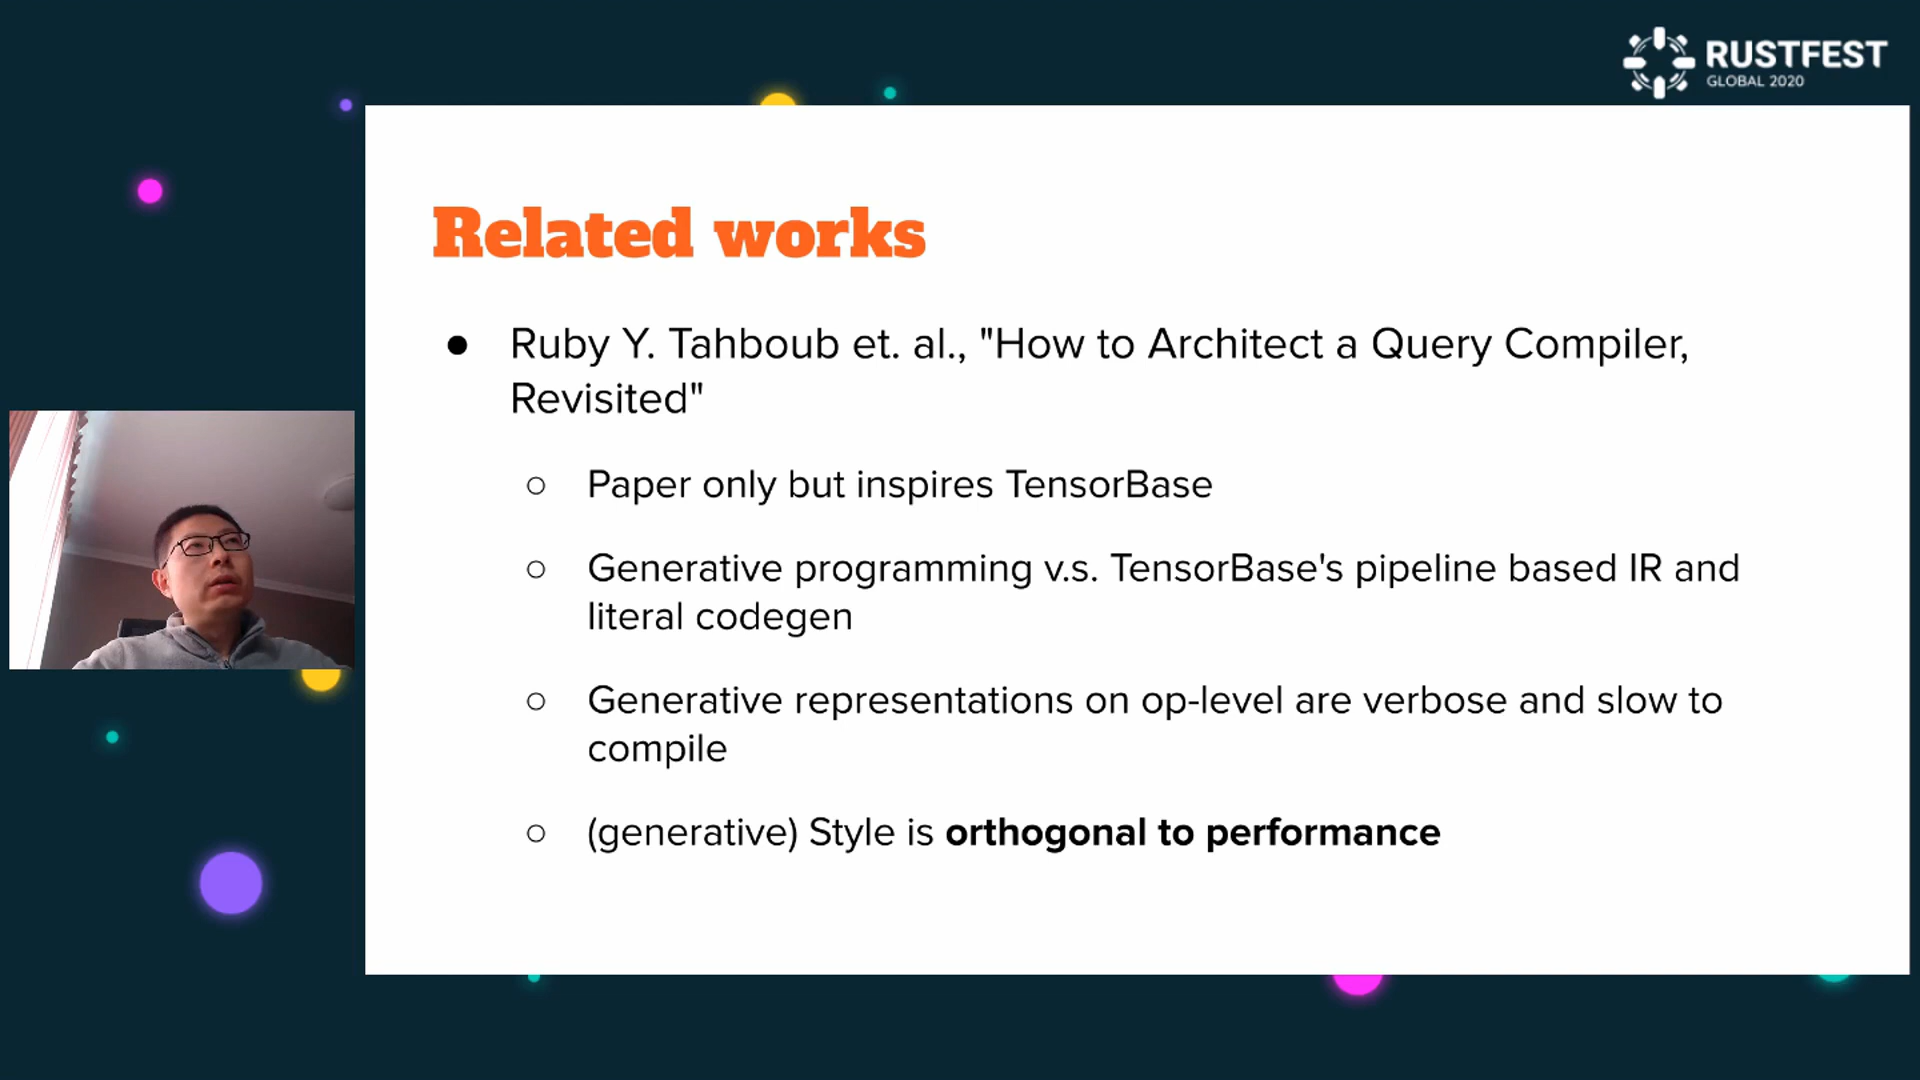 RUSTFEST
GLOBAL 2020
Related works
● Ruby Y. Tahboub et. al., "How to Architect a Query Compiler,
Revisited"
○ Paper only but inspires TensorBase
○ Generative programming v.s. TensorBase's pipeline based IR and
literal codegen
○ Generative representations on op-level are verbose and slow to
compile
○ (generative) Style is orthogonal to performance